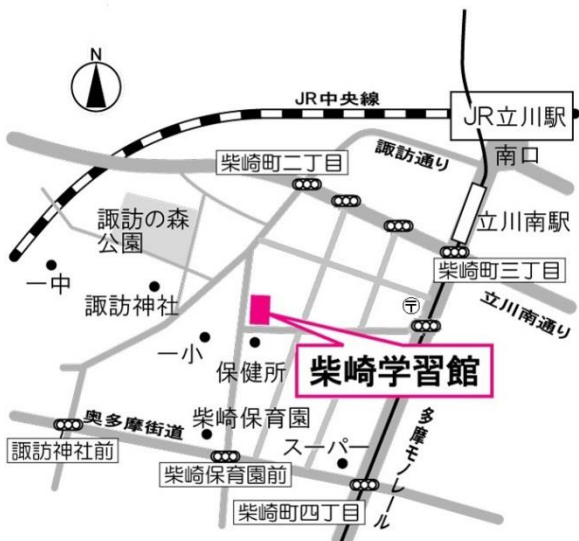 N
JR中央線
JR立川駅
南口
諏訪通り
柴崎町二丁目
諏訪の森
公園
立川南駅
一中
柴崎町三丁目
諏訪神社
立川南通り
〒
一小
保健所
柴崎学習館
奥多摩街道
柴崎保育園
多摩モノレール
諏訪神社前
スーパー
柴崎保育園前
柴崎町四丁目